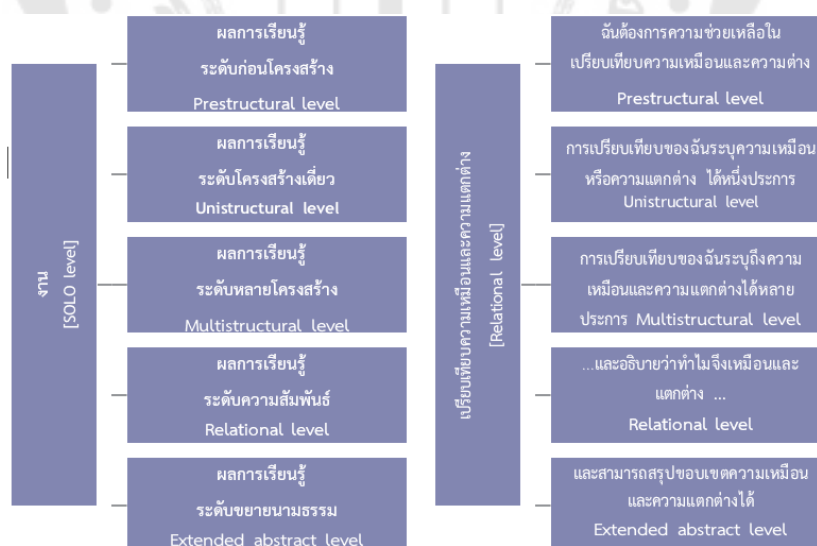 งาน
[SOLO level]
ผลการเรียนรู้
ระดับก่อนโครงสร้าง
Prestructural level
ผลการเรียนรู้
ระดับโครงสร้างเดี่ยว
Unistructural level
ผลการเรียนรู้
ระดับหลายโครงสร้าง
Multistructural level
ผลการเรียนรู้
ระดับความสัมพันธ์
Relational level
ผลการเรียนรู้
ระดับขยายนามธรรม
Extended abstract level
เปรียบเทียบความเหมือนและความแตกต่าง
[Relational level]
ฉันต้องการความช่วยเหลือใน
เปรียบเทียบความเหมือนและความต่าง
Prestructural level
การเปรียบเทียบของฉันระบุความเหมือน
หรือความแตกต่าง ได้หนึ่งประการ
Unistructural level
การเปรียบเทียบของฉันระบุถึงความ
เหมือนและความแตกต่างได้หลาย
ประการ Multistructural level
...และอธิบายว่าทำไมจึงเหมือนและ
แตกต่าง ...
Relational level
และสามารถสรุปขอบเขตความเหมือน
และความแตกต่างได้
Extended abstract level